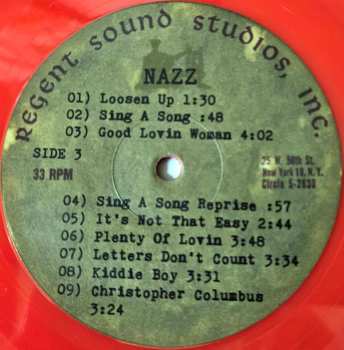 REGENT SOUND STUDIOS, INC.
NAZZ
01) Loosen Up 1:30
02) Sing A Song :48
03) Good Lovin Woman 4:02
SIDE 3
33 RPM
25 W. 56th St.
New York 19, N.Y.
Circle 5-2630
04) Sing A Song Reprise :57
05) It's Not That Easy 2:44
06) Plenty Of Lovin 3:48
07) Letters Don't Count 3:34
08) Kiddie Boy 3:31
09) Christopher Columbus
3:24